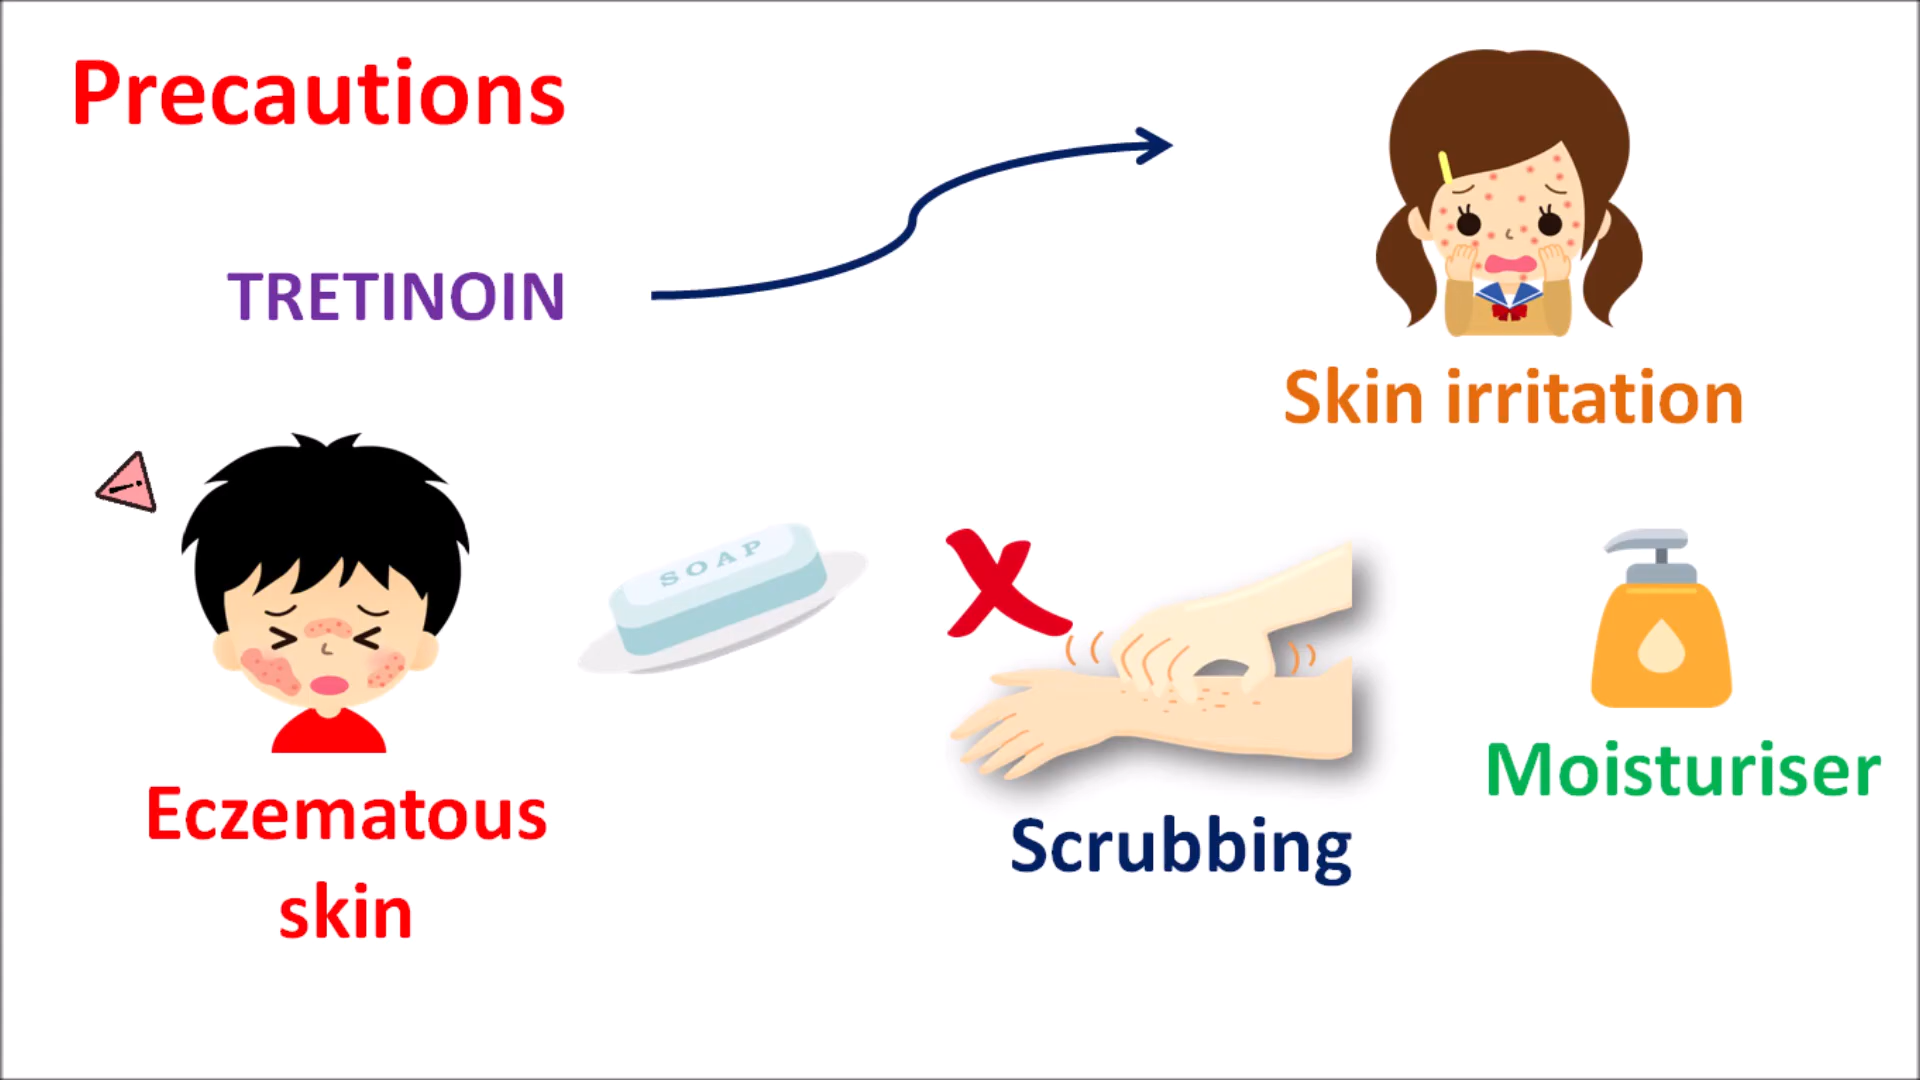 Precautions
TRETINOIN
Skin irritation
SOAP
Eczematous
skin
Scrubbing
Moisturiser